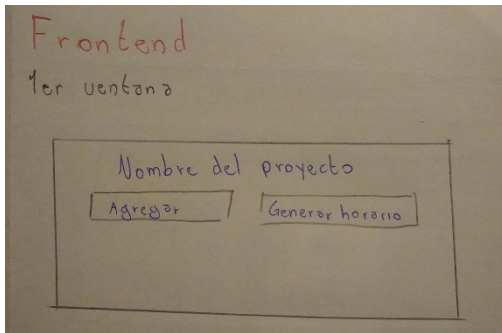 Frontend
1er ventana
Nombre del proyecto
Agregar
Generar horario